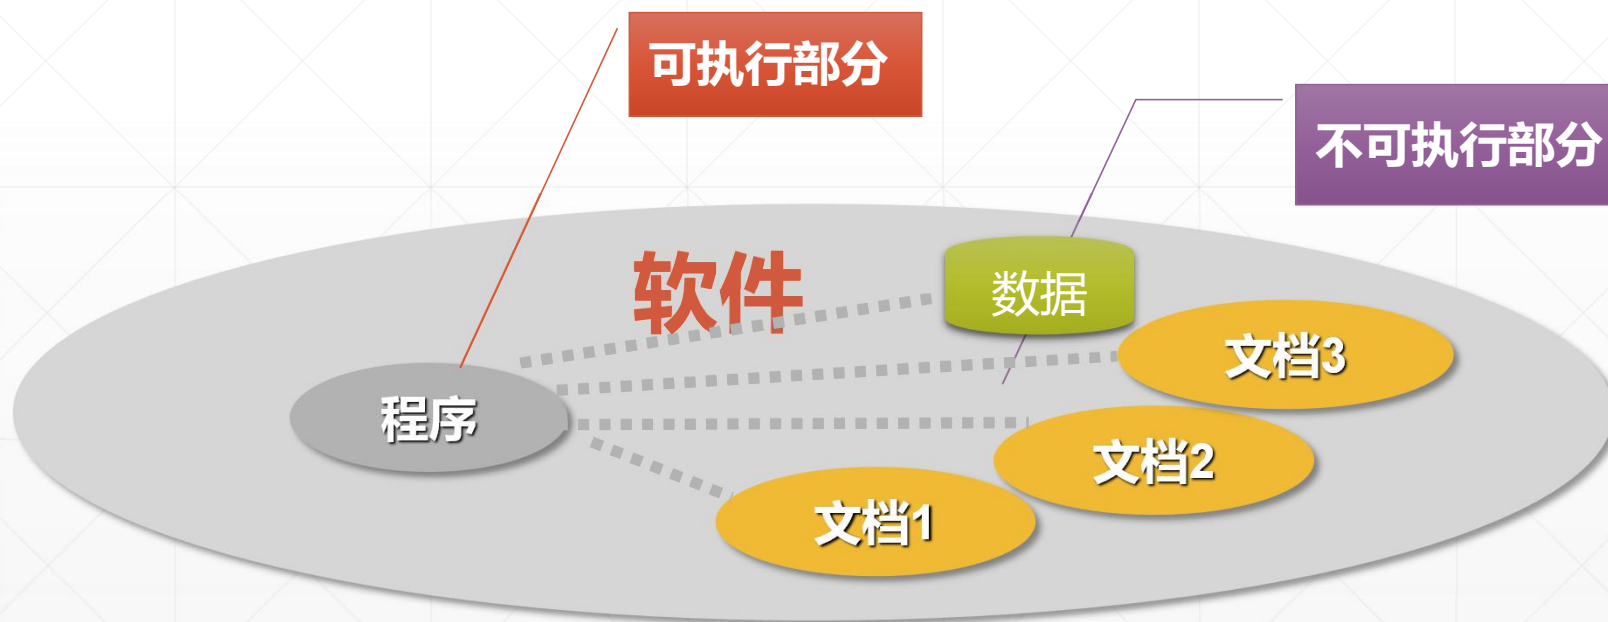 可执行部分
不可执行部分
软件
数据
文档3
程序
文档2
文档1